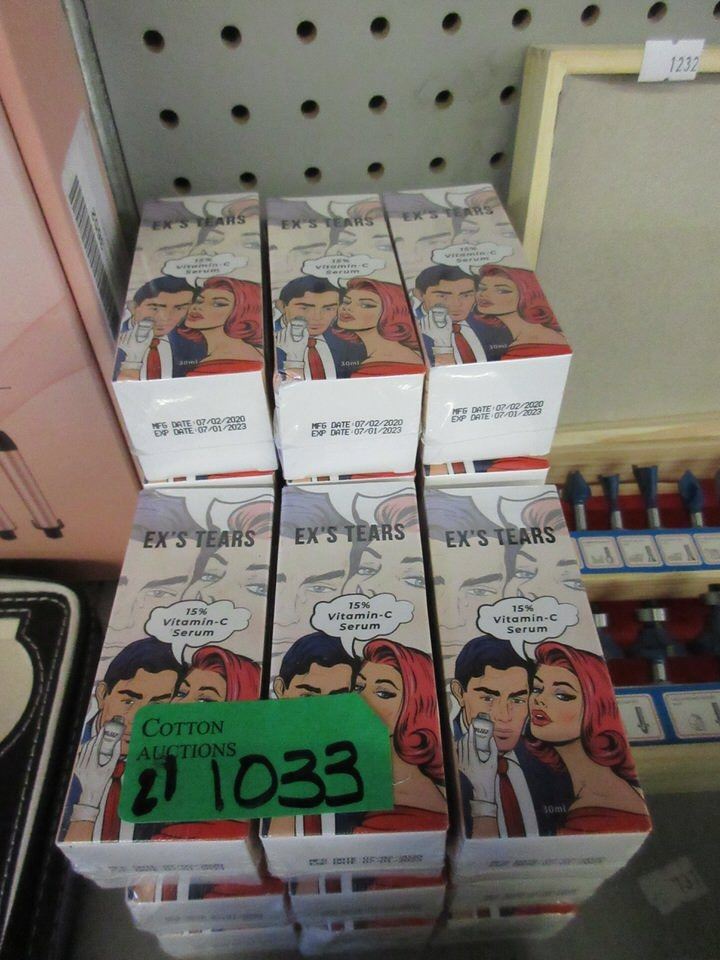 1232
EX'S TEARS
15%
Vitamin-C
Serum
30ml
MFG DATE:07/02/2020
EXP DATE:07/01/2023
EX'S TEARS
15%
Vitamin-C
Serum
30ml
MFG DATE:07/02/2020
EXP DATE:07/01/2023
EX'S TEARS
15%
Vitamin-C
Serum
30ml
MFG DATE:07/02/2020
EXP DATE:07/01/2023
EX'S TEARS
15%
Vitamin-C
Serum
EX'S TEARS
15%
Vitamin-C
Serum
EX'S TEARS
15%
Vitamin-C
Serum
30ml
COTTON
AUCTIONS
21 1033